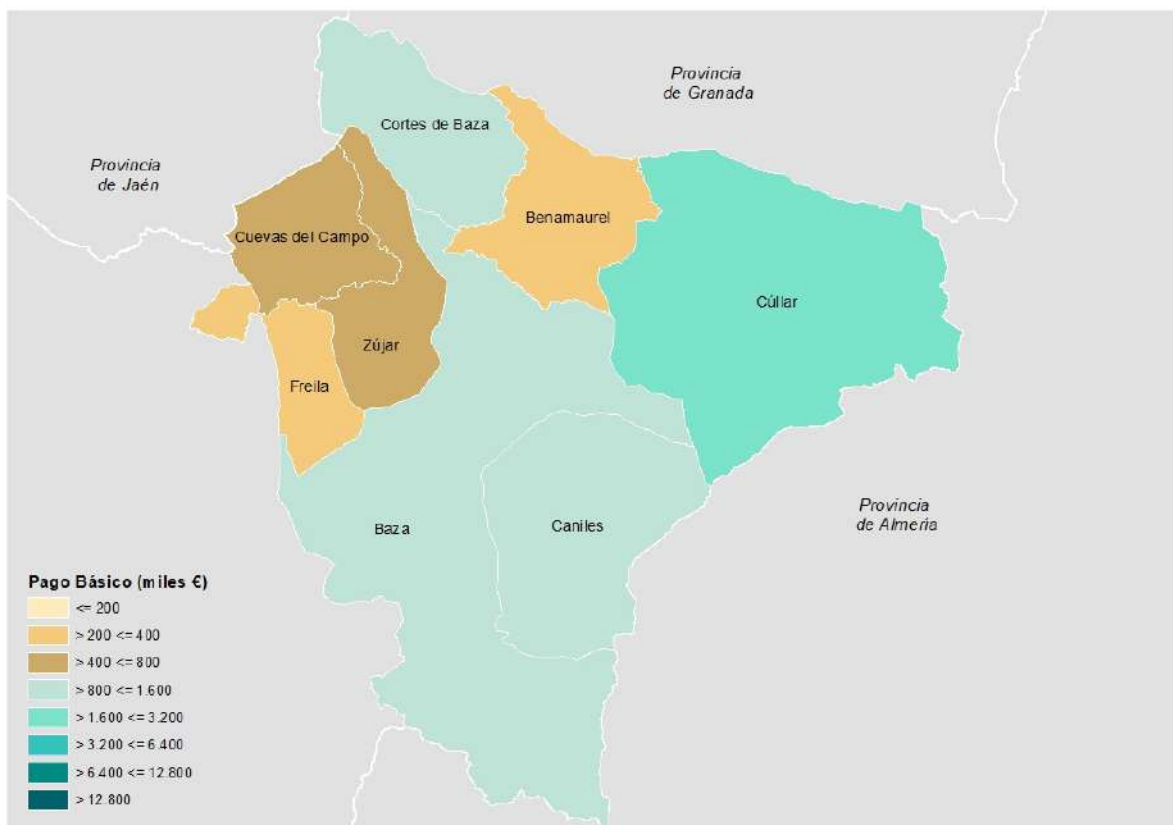 Provincia
de Granada
Cortes de Baza
Provincia
de Jaén
Benamaurel
Cuevas del Campo
Cúllar
Zújar
Freila
Provincia
de Almería
Baza
Caniles
Pago Básico (miles €)
<= 200
> 200 <= 400
> 400 <= 800
> 800 <= 1.600
> 1.600 <= 3.200
> 3.200 <= 6.400
> 6.400 <= 12.800
> 12.800